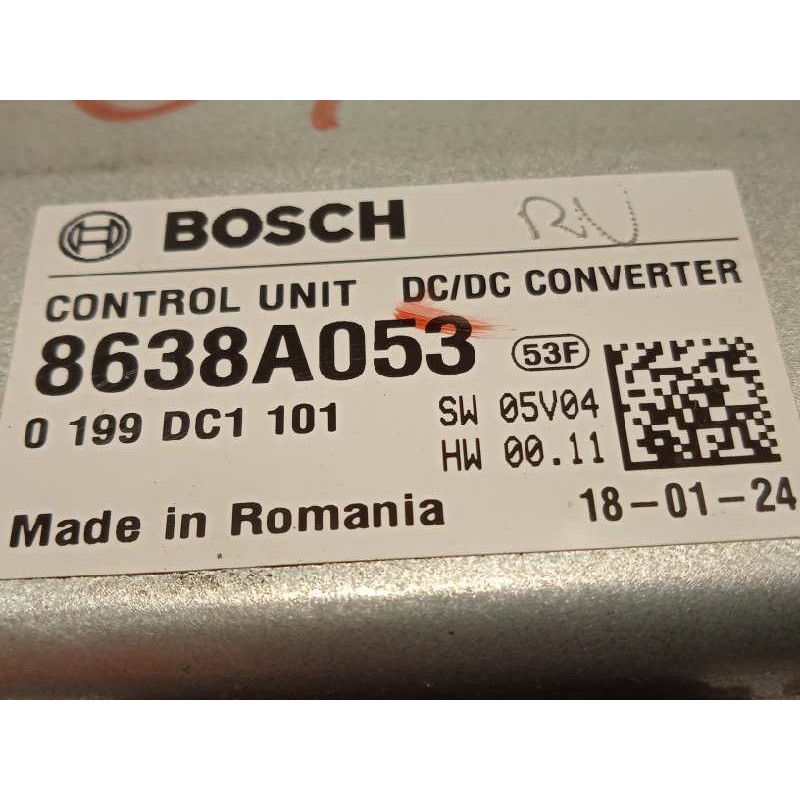 BOSCH RN
CONTROL UNIT DC/DC CONVERTER
8638A053 53F
0 199 DC1 101 SW 05V04
HW 00.11
Made in Romania 18-01-24